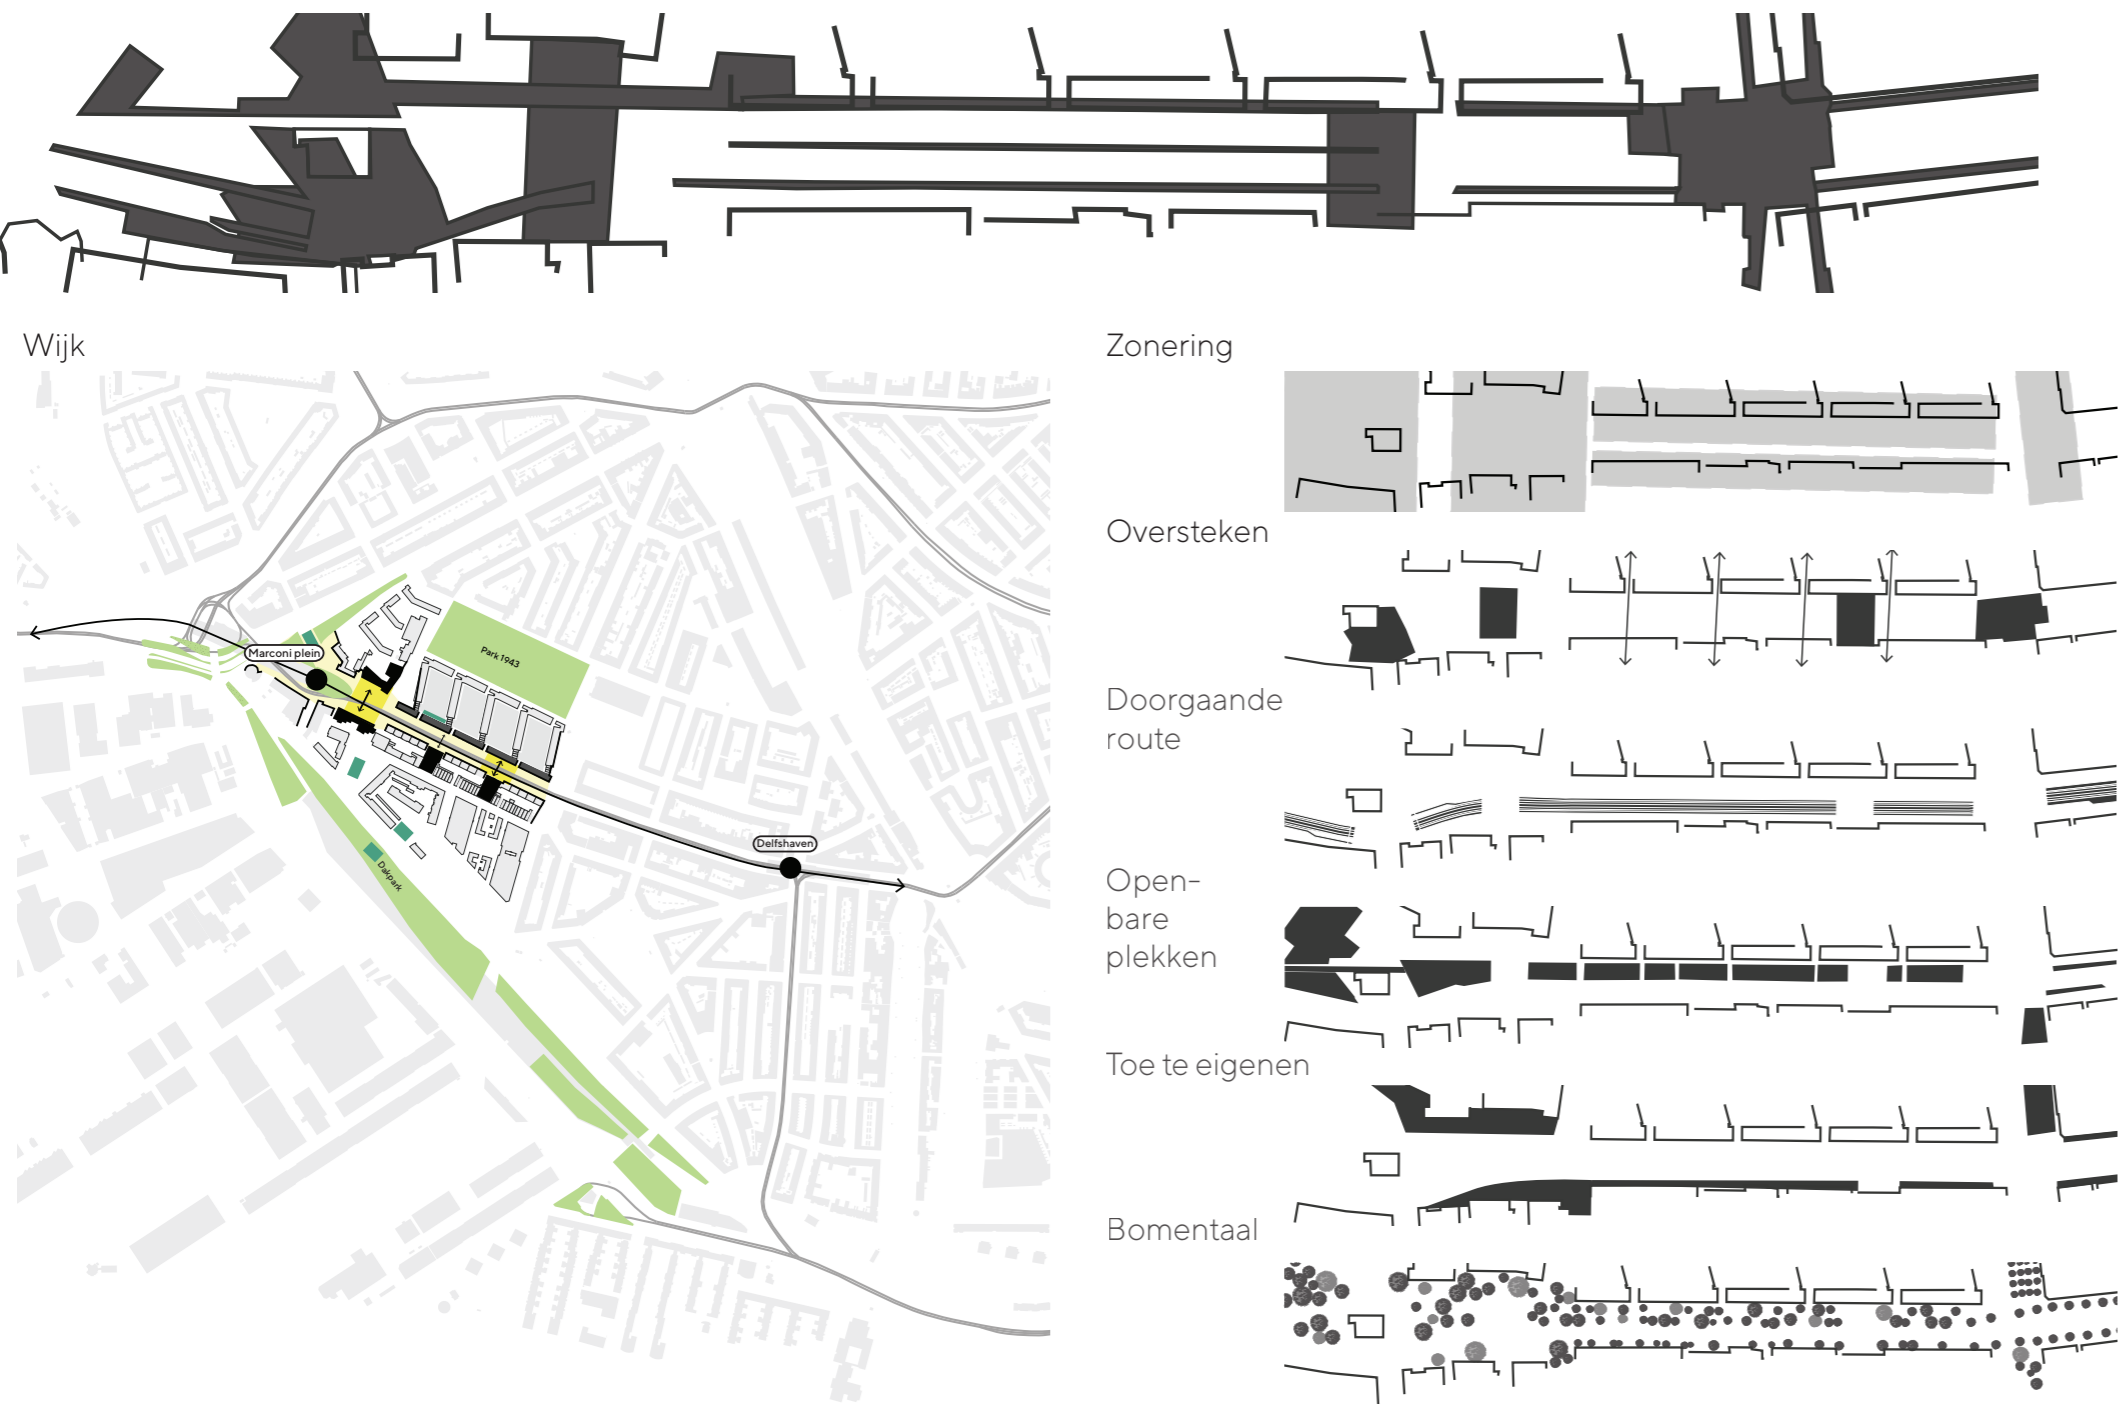 Wijk
Marconi plein
Park 1943
Delfshaven
Dakpark
Zonering
Oversteken
Doorgaande
route
Open-
bare
plekken
Toe te eigenen
Bomentaal